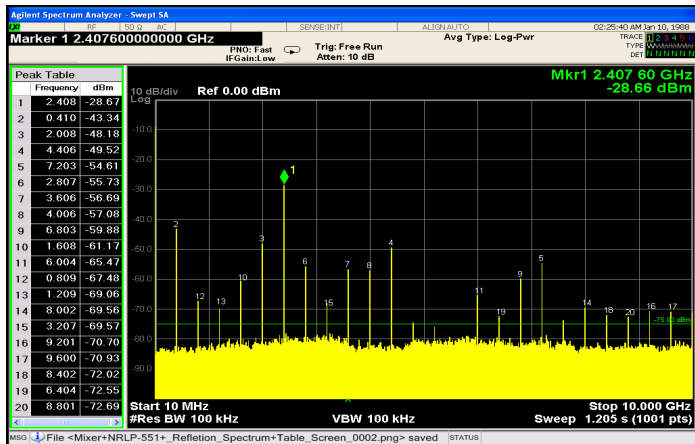 Agilent Spectrum Analyzer - Swept SA
RF 50 Ω AC SENSE:INT ALIGN AUTO 02:25:40 AM Jan 10, 1988
Marker 1 2.407600000000 GHz
PNO: Fast
IFGain:Low
Trig: Free Run
Atten: 10 dB
Avg Type: Log-Pwr
TRACE 1 2 3 4 5 6
TYPE
DET N N N N N N
Peak Table
Frequency dBm
1 2.408 -28.67
2 0.410 -43.34
3 2.008 -48.18
4 4.406 -49.52
5 7.203 -54.61
6 2.807 -55.73
7 3.606 -56.69
8 4.006 -57.08
9 6.803 -59.88
10 1.608 -61.17
11 6.004 -65.47
12 0.809 -67.48
13 1.209 -69.06
14 8.002 -69.56
15 3.207 -69.57
16 9.201 -70.70
17 9.600 -70.93
18 8.402 -72.02
19 6.404 -72.55
20 8.801 -72.69
Mkr1 2.407 60 GHz
-28.66 dBm
10 dB/div Ref 0.00 dBm
Log
-10.0
-20.0
-30.0
-40.0
-50.0
-60.0
-70.0
-80.0
-90.0
1
2
3
4
5
6
7
8
9
10
11
12
13
14
15
16
17
18
19
20
-75.00 dBm
Start 10 MHz
Stop 10.000 GHz
#Res BW 100 kHz
VBW 100 kHz
Sweep 1.205 s (1001 pts)
MSG File <Mixer+NRLP-551+_Refletion_Spectrum+Table_Screen_0002.png> saved STATUS